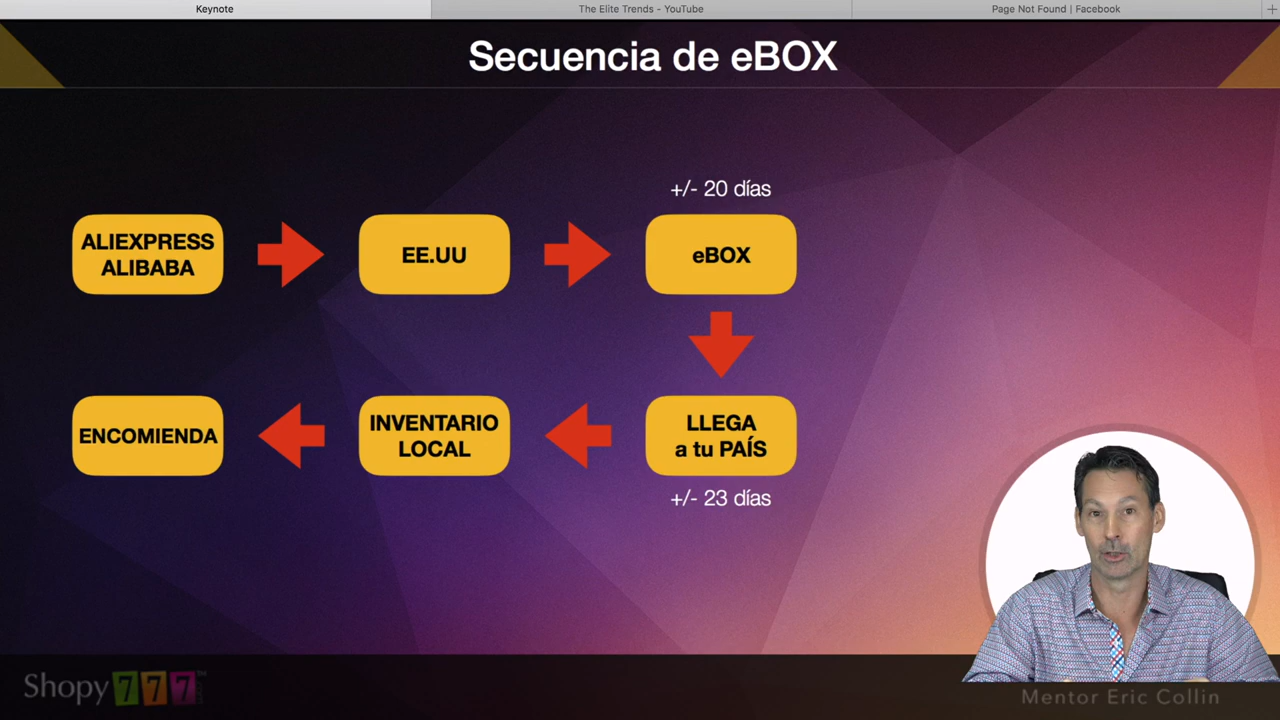 Keynote
The Elite Trends - YouTube
Page Not Found | Facebook
+
Secuencia de eBOX
+/- 20 días
ALIEXPRESS
ALIBABA
EE.UU
eBOX
ENCOMIENDA
INVENTARIO
LOCAL
LLEGA
a tu PAÍS
+/- 23 días
Shopy777
Mentor Eric Collin